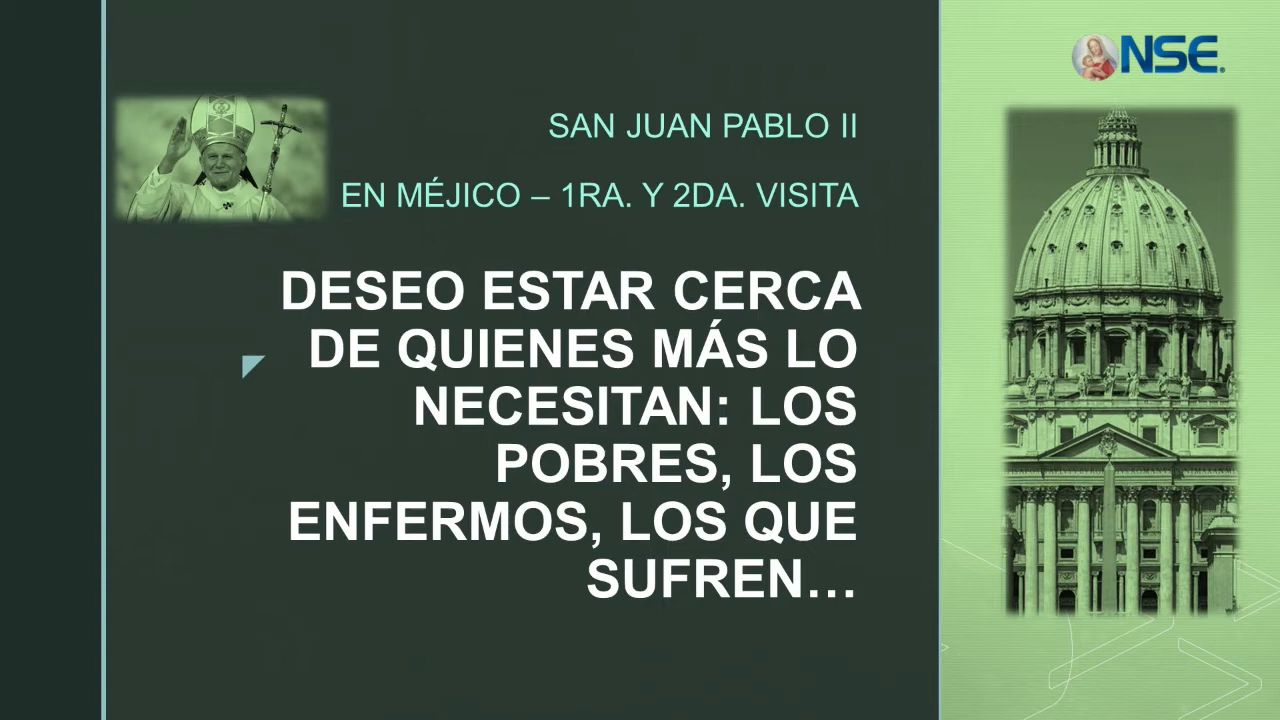 NSE
SAN JUAN PABLO II
EN MÉJICO – 1RA. Y 2DA. VISITA
DESEO ESTAR CERCA
DE QUIENES MÁS LO
NECESITAN: LOS
POBRES, LOS
ENFERMOS, LOS QUE
SUFREN…